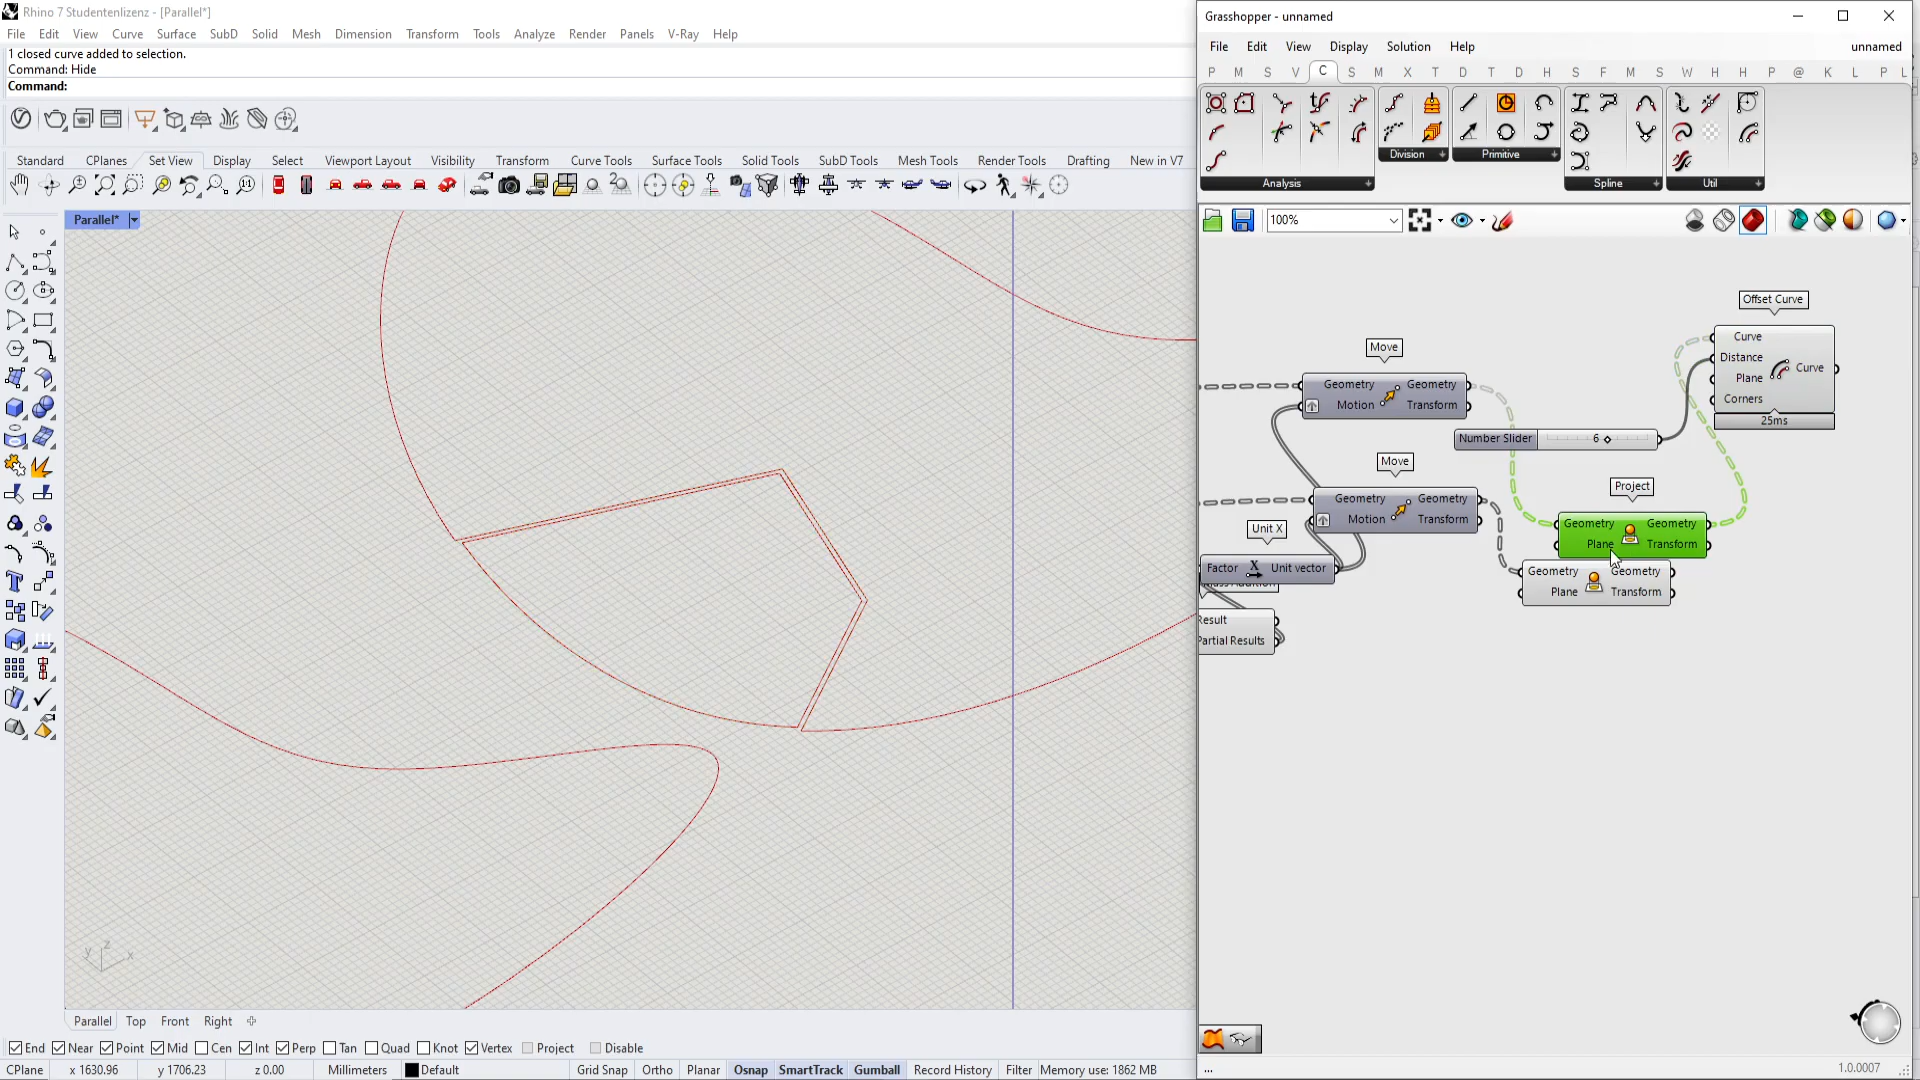 Rhino 7 Studentenlizenz - [Parallel*]
File Edit View Curve Surface SubD Solid Mesh Dimension Transform Tools Analyze Render Panels V-Ray Help
1 closed curve added to selection.
Command: Hide
Command:
Standard CPlanes Set View Display Select Viewport Layout Visibility Transform Curve Tools Surface Tools Solid Tools SubD Tools Mesh Tools Render Tools Drafting New in V7
Parallel*
z
y
x
Parallel Top Front Right
End Near Point Mid Cen Int Perp Tan Quad Knot Vertex Project Disable
CPlane x 1630.96 y 1706.23 z 0.00 Millimeters Default Grid Snap Ortho Planar Osnap SmartTrack Gumball Record History Filter Memory use: 1862 MB
Grasshopper - unnamed
File Edit View Display Solution Help unnamed
P M S V C S M X T D T D H S F M S W H H P @ K L P L
Analysis Division Primitive Spline Util
100%
Offset Curve
Curve
Distance
Plane
Corners
Curve
25ms
Move
Geometry Geometry
Motion Transform
Number Slider 6
Move
Geometry Geometry
Motion Transform
Project
Geometry Geometry
Plane Transform
Geometry Geometry
Plane Transform
Unit X
Factor X Unit vector
Mass Addition
Result
Partial Results
...
1.0.0007